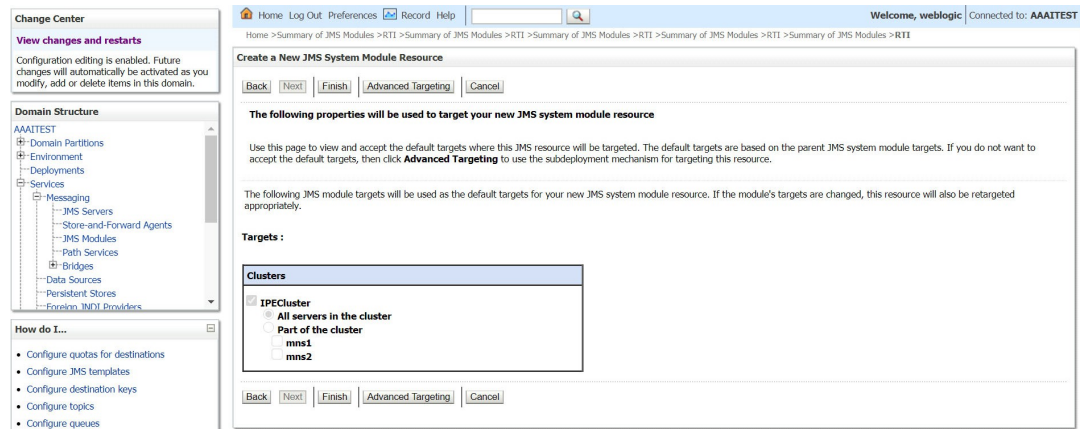 Change Center
View changes and restarts
Configuration editing is enabled. Future
changes will automatically be activated as you
modify, add or delete items in this domain.
Domain Structure
AAAITEST
Domain Partitions
Environment
Deployments
Services
Messaging
JMS Servers
Store-and-Forward Agents
JMS Modules
Path Services
Bridges
Data Sources
Persistent Stores
Foreign JNDI Providers
How do I...
Configure quotas for destinations
Configure JMS templates
Configure destination keys
Configure topics
Configure queues
Home Log Out Preferences Record Help
Welcome, weblogic Connected to: AAAITEST
Home >Summary of JMS Modules >RTI >Summary of JMS Modules >RTI >Summary of JMS Modules >RTI >Summary of JMS Modules >RTI >Summary of JMS Modules >RTI
Create a New JMS System Module Resource
Back Next Finish Advanced Targeting Cancel
The following properties will be used to target your new JMS system module resource
Use this page to view and accept the default targets where this JMS resource will be targeted. The default targets are based on the parent JMS system module targets. If you do not want to
accept the default targets, then click Advanced Targeting to use the subdeployment mechanism for targeting this resource.
The following JMS module targets will be used as the default targets for your new JMS system module resource. If the module's targets are changed, this resource will also be retargeted
appropriately.
Targets :
Clusters
IPECluster
All servers in the cluster
Part of the cluster
mns1
mns2
Back Next Finish Advanced Targeting Cancel